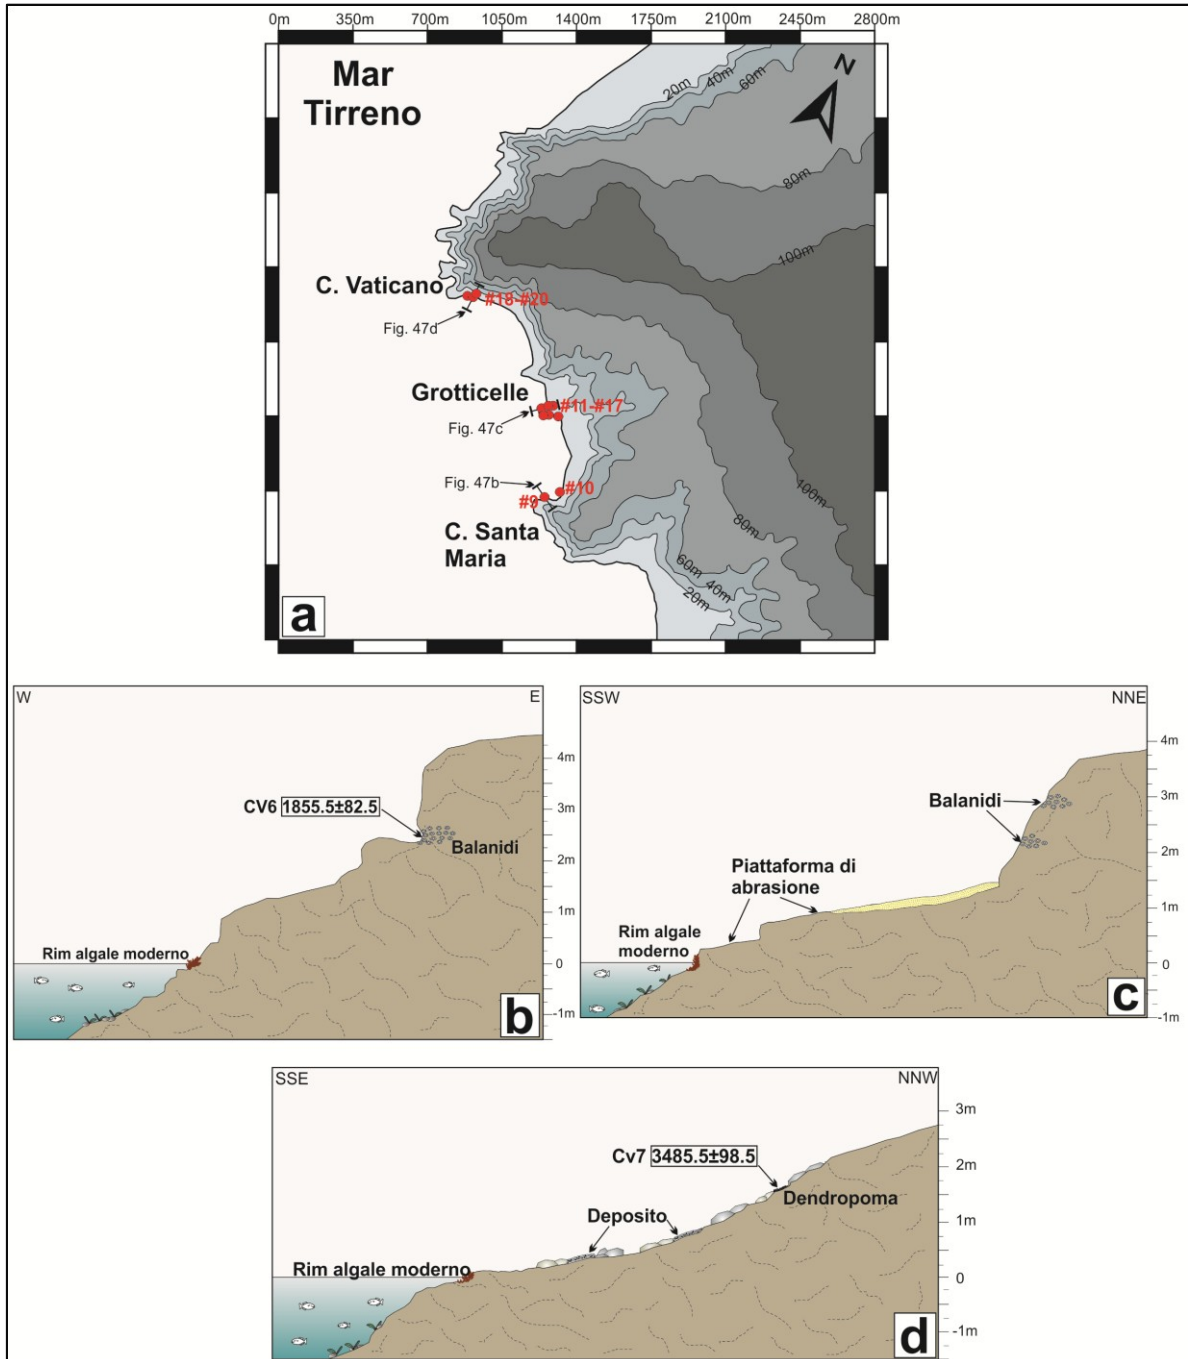 0m 350m 700m 1050m 1400m 1750m 2100m 2450m 2800m
Mar
Tirreno
N
20m 40m 60m
80m
100m
C. Vaticano
#18-#20
Fig. 47d
Grotticelle
#11-#17
Fig. 47c
Fig. 47b
#10
#9
C. Santa
Maria
100m
80m
60m 40m
20m
a
W E
4m
CV6 1855.5±82.5
3m
Balanidi
2m
1m
Rim algale moderno
0
-1m
b
SSW NNE
4m
Balanidi
3m
2m
Piattaforma di
abrasione
1m
Rim algale
moderno
0
-1m
c
SSE NNW
3m
Cv7 3485.5±98.5
2m
Dendropoma
Deposito
1m
Rim algale moderno
0
-1m
d